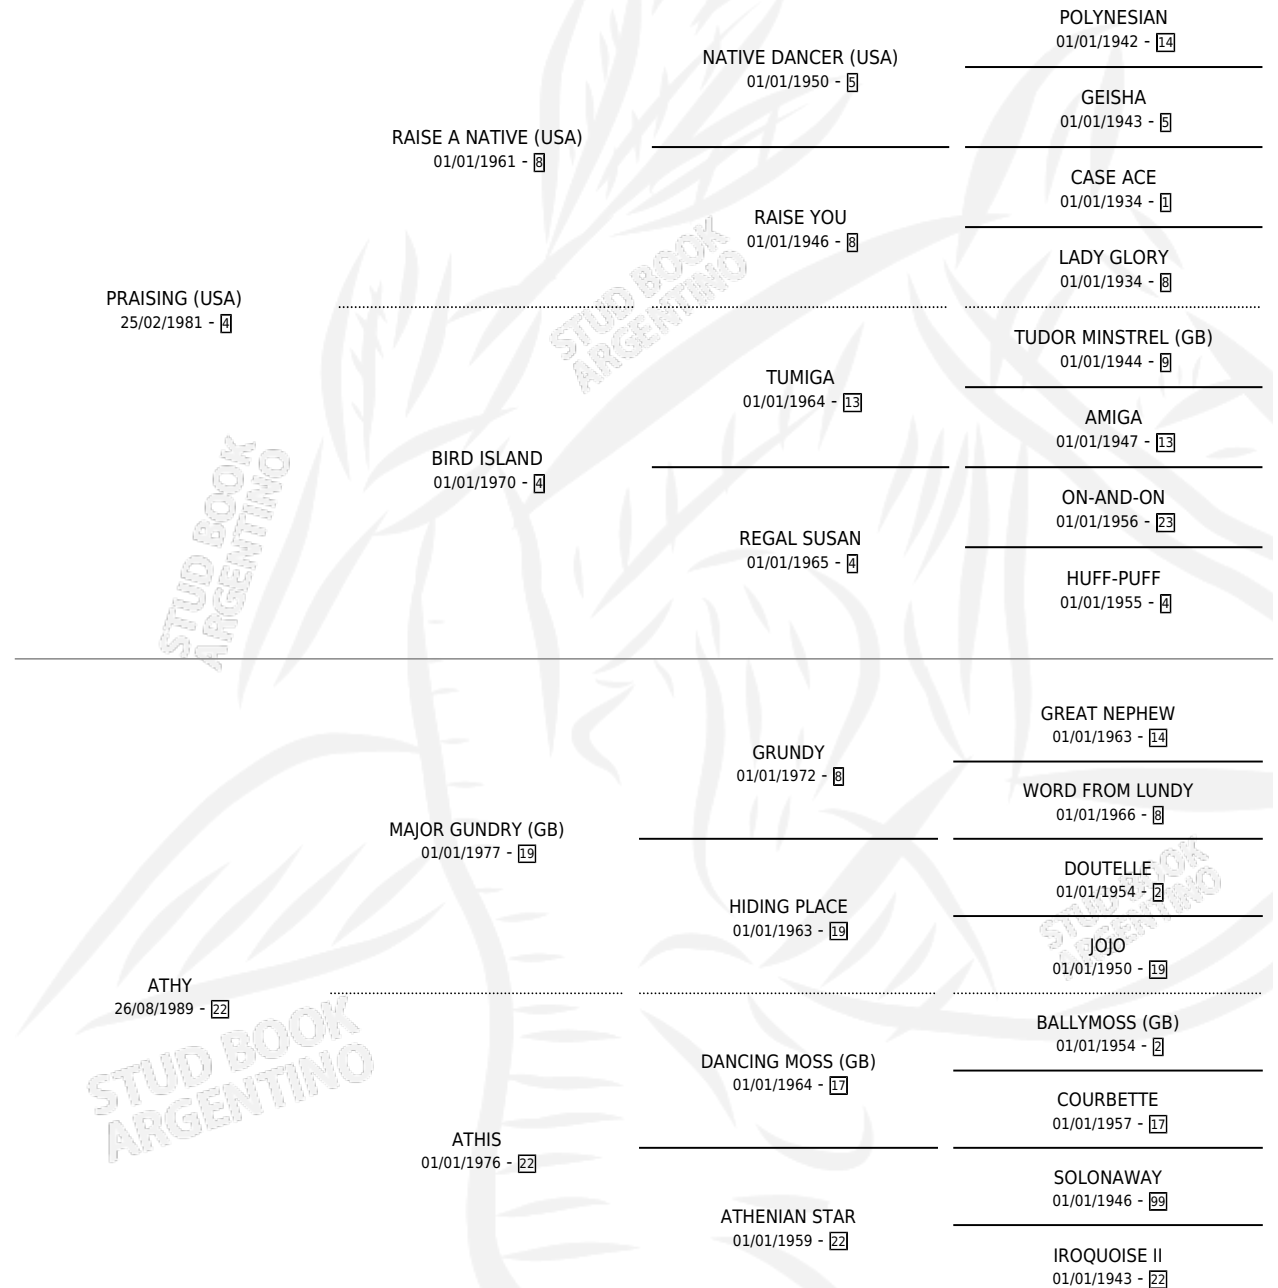 POLYNESIAN
01/01/1942 - 14
NATIVE DANCER (USA)
01/01/1950 - 5
GEISHA
01/01/1943 - 5
RAISE A NATIVE (USA)
01/01/1961 - 8
CASE ACE
01/01/1934 - 1
RAISE YOU
01/01/1946 - 8
LADY GLORY
01/01/1934 - 8
PRAISING (USA)
25/02/1981 - 4
STUD BOOK
ARGENTINO
TUDOR MINSTREL (GB)
01/01/1944 - 9
TUMIGA
01/01/1964 - 13
AMIGA
01/01/1947 - 13
BIRD ISLAND
01/01/1970 - 4
ON-AND-ON
01/01/1956 - 23
REGAL SUSAN
01/01/1965 - 4
HUFF-PUFF
01/01/1955 - 4
STUD BOOK
ARGENTINO
GREAT NEPHEW
01/01/1963 - 14
GRUNDY
01/01/1972 - 8
WORD FROM LUNDY
01/01/1966 - 8
MAJOR GUNDRY (GB)
01/01/1977 - 19
DOUTELLE
01/01/1954 - 2
HIDING PLACE
01/01/1963 - 19
JOJO
01/01/1950 - 19
STUD BOOK
ARGENTINO
ATHY
26/08/1989 - 22
BALLYMOSS (GB)
01/01/1954 - 2
DANCING MOSS (GB)
01/01/1964 - 17
COURBETTE
01/01/1957 - 17
STUD BOOK
ARGENTINO
ATHIS
01/01/1976 - 22
SOLONAWAY
01/01/1946 - 99
ATHENIAN STAR
01/01/1959 - 22
IROQUOISE II
01/01/1943 - 22